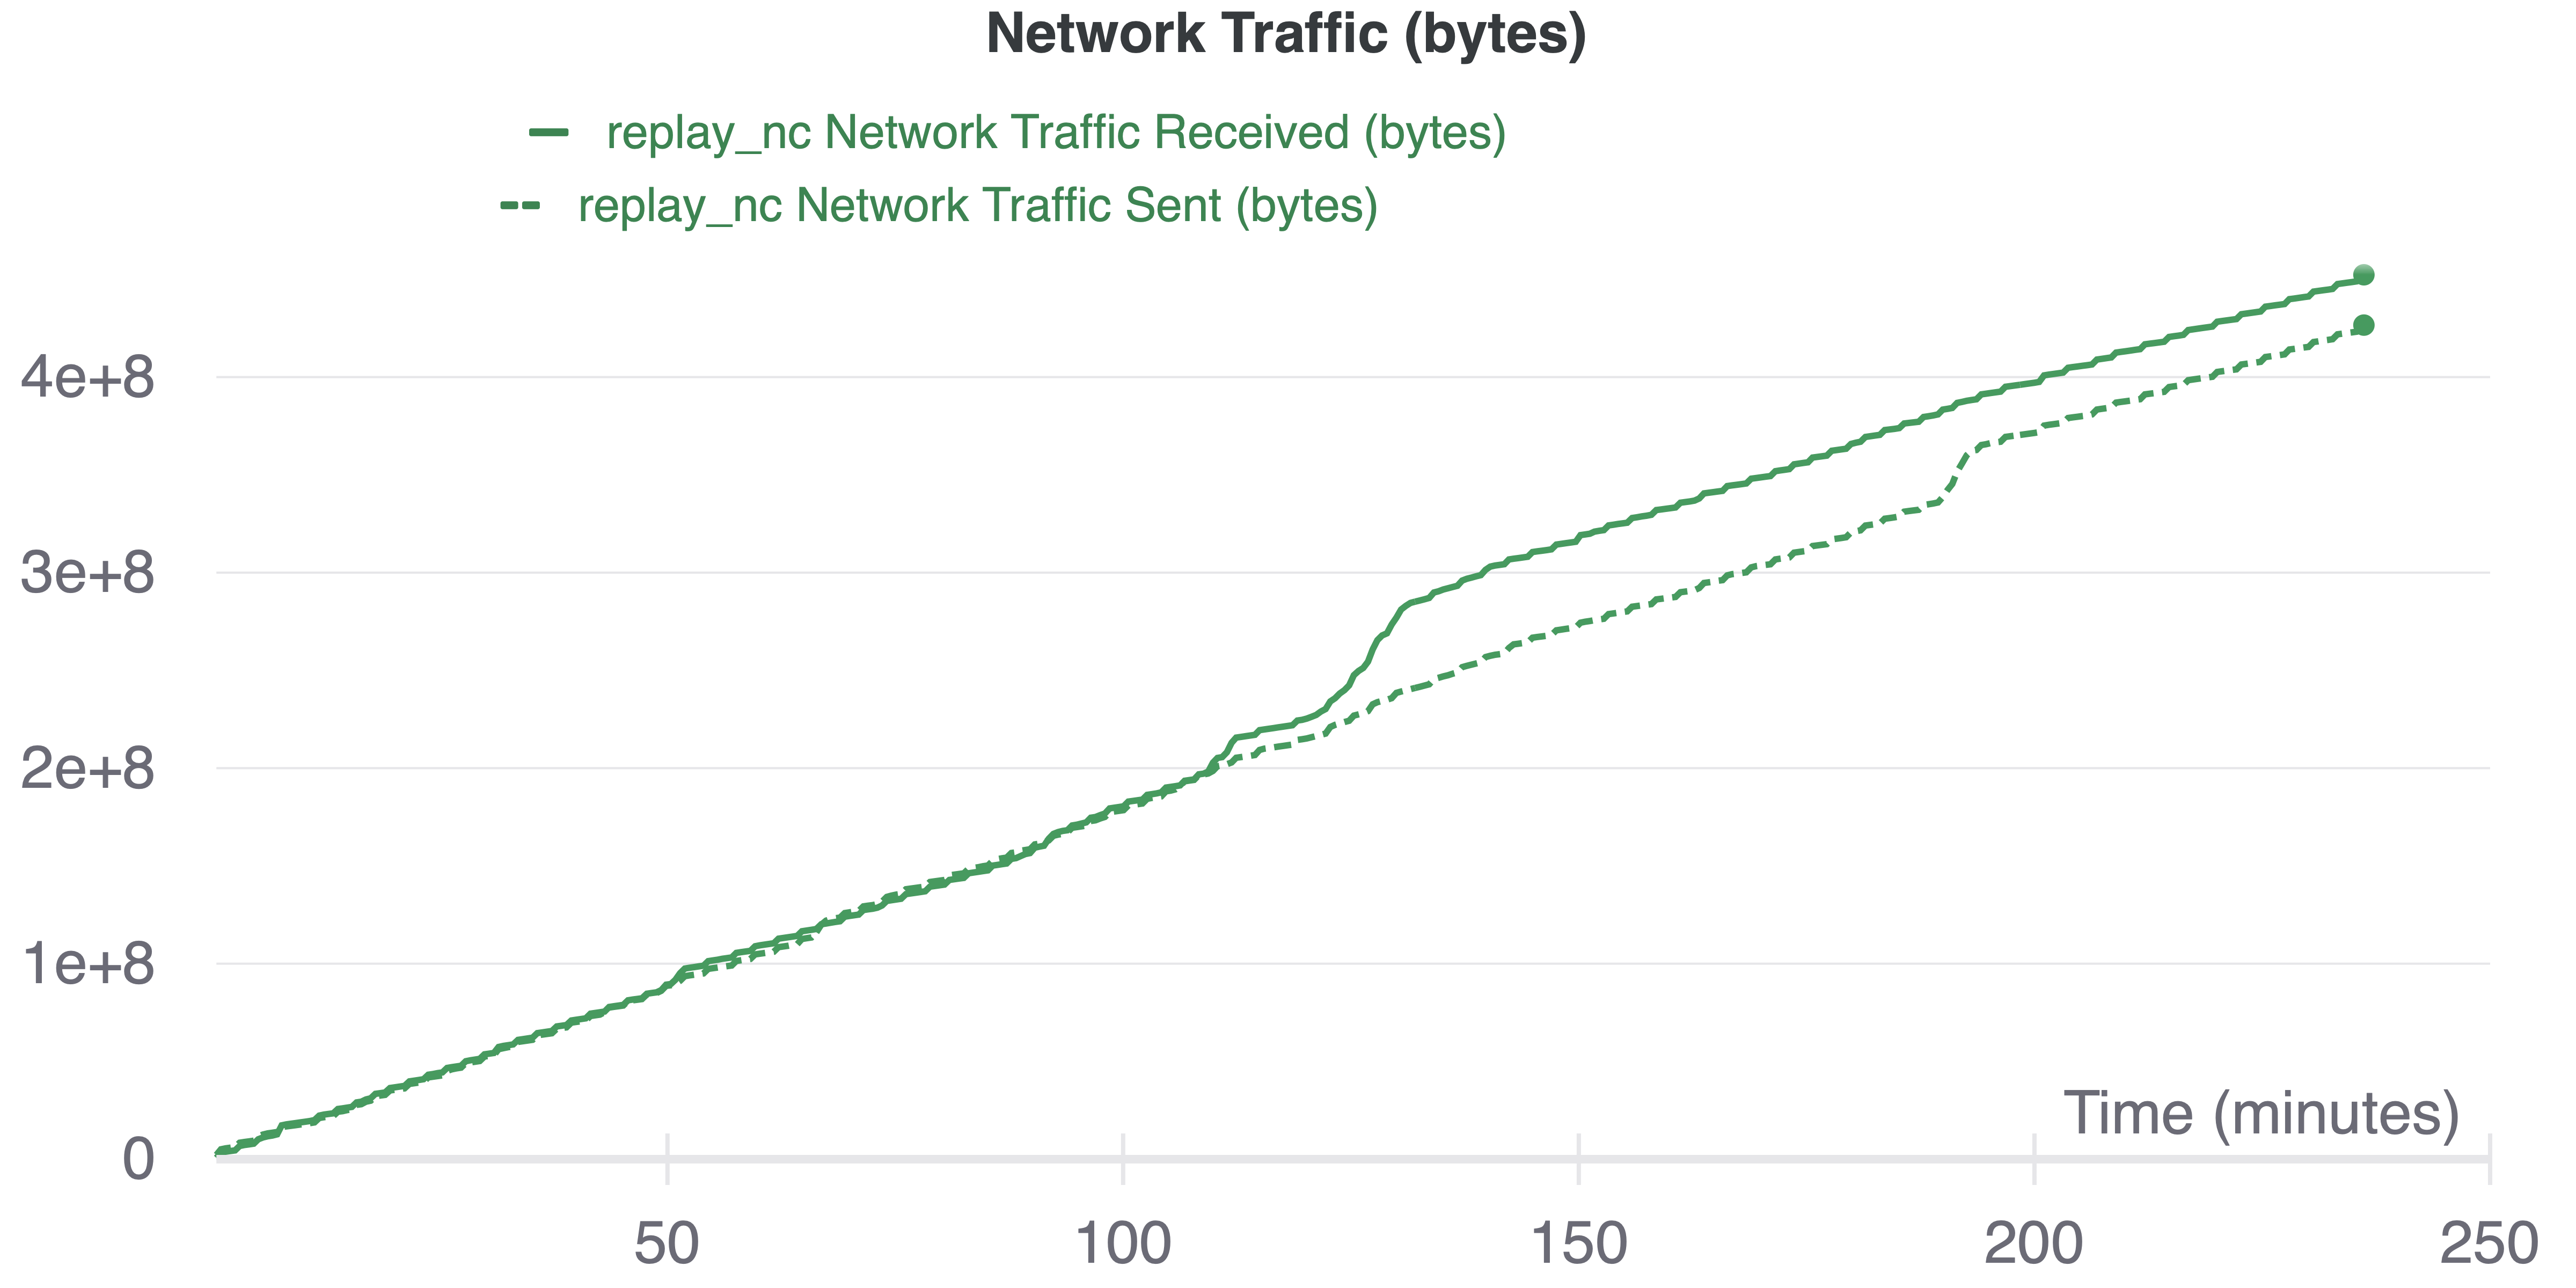 Network Traffic (bytes)
replay_nc Network Traffic Received (bytes)
replay_nc Network Traffic Sent (bytes)
4e+8
3e+8
2e+8
1e+8
0
Time (minutes)
50 100 150 200 250